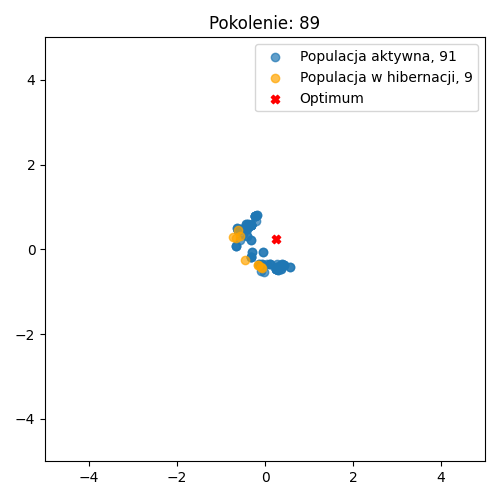 Pokolenie: 89
Populacja aktywna, 91
Populacja w hibernacji, 9
Optimum
4
2
0
−2
−4
−4
−2
0
2
4